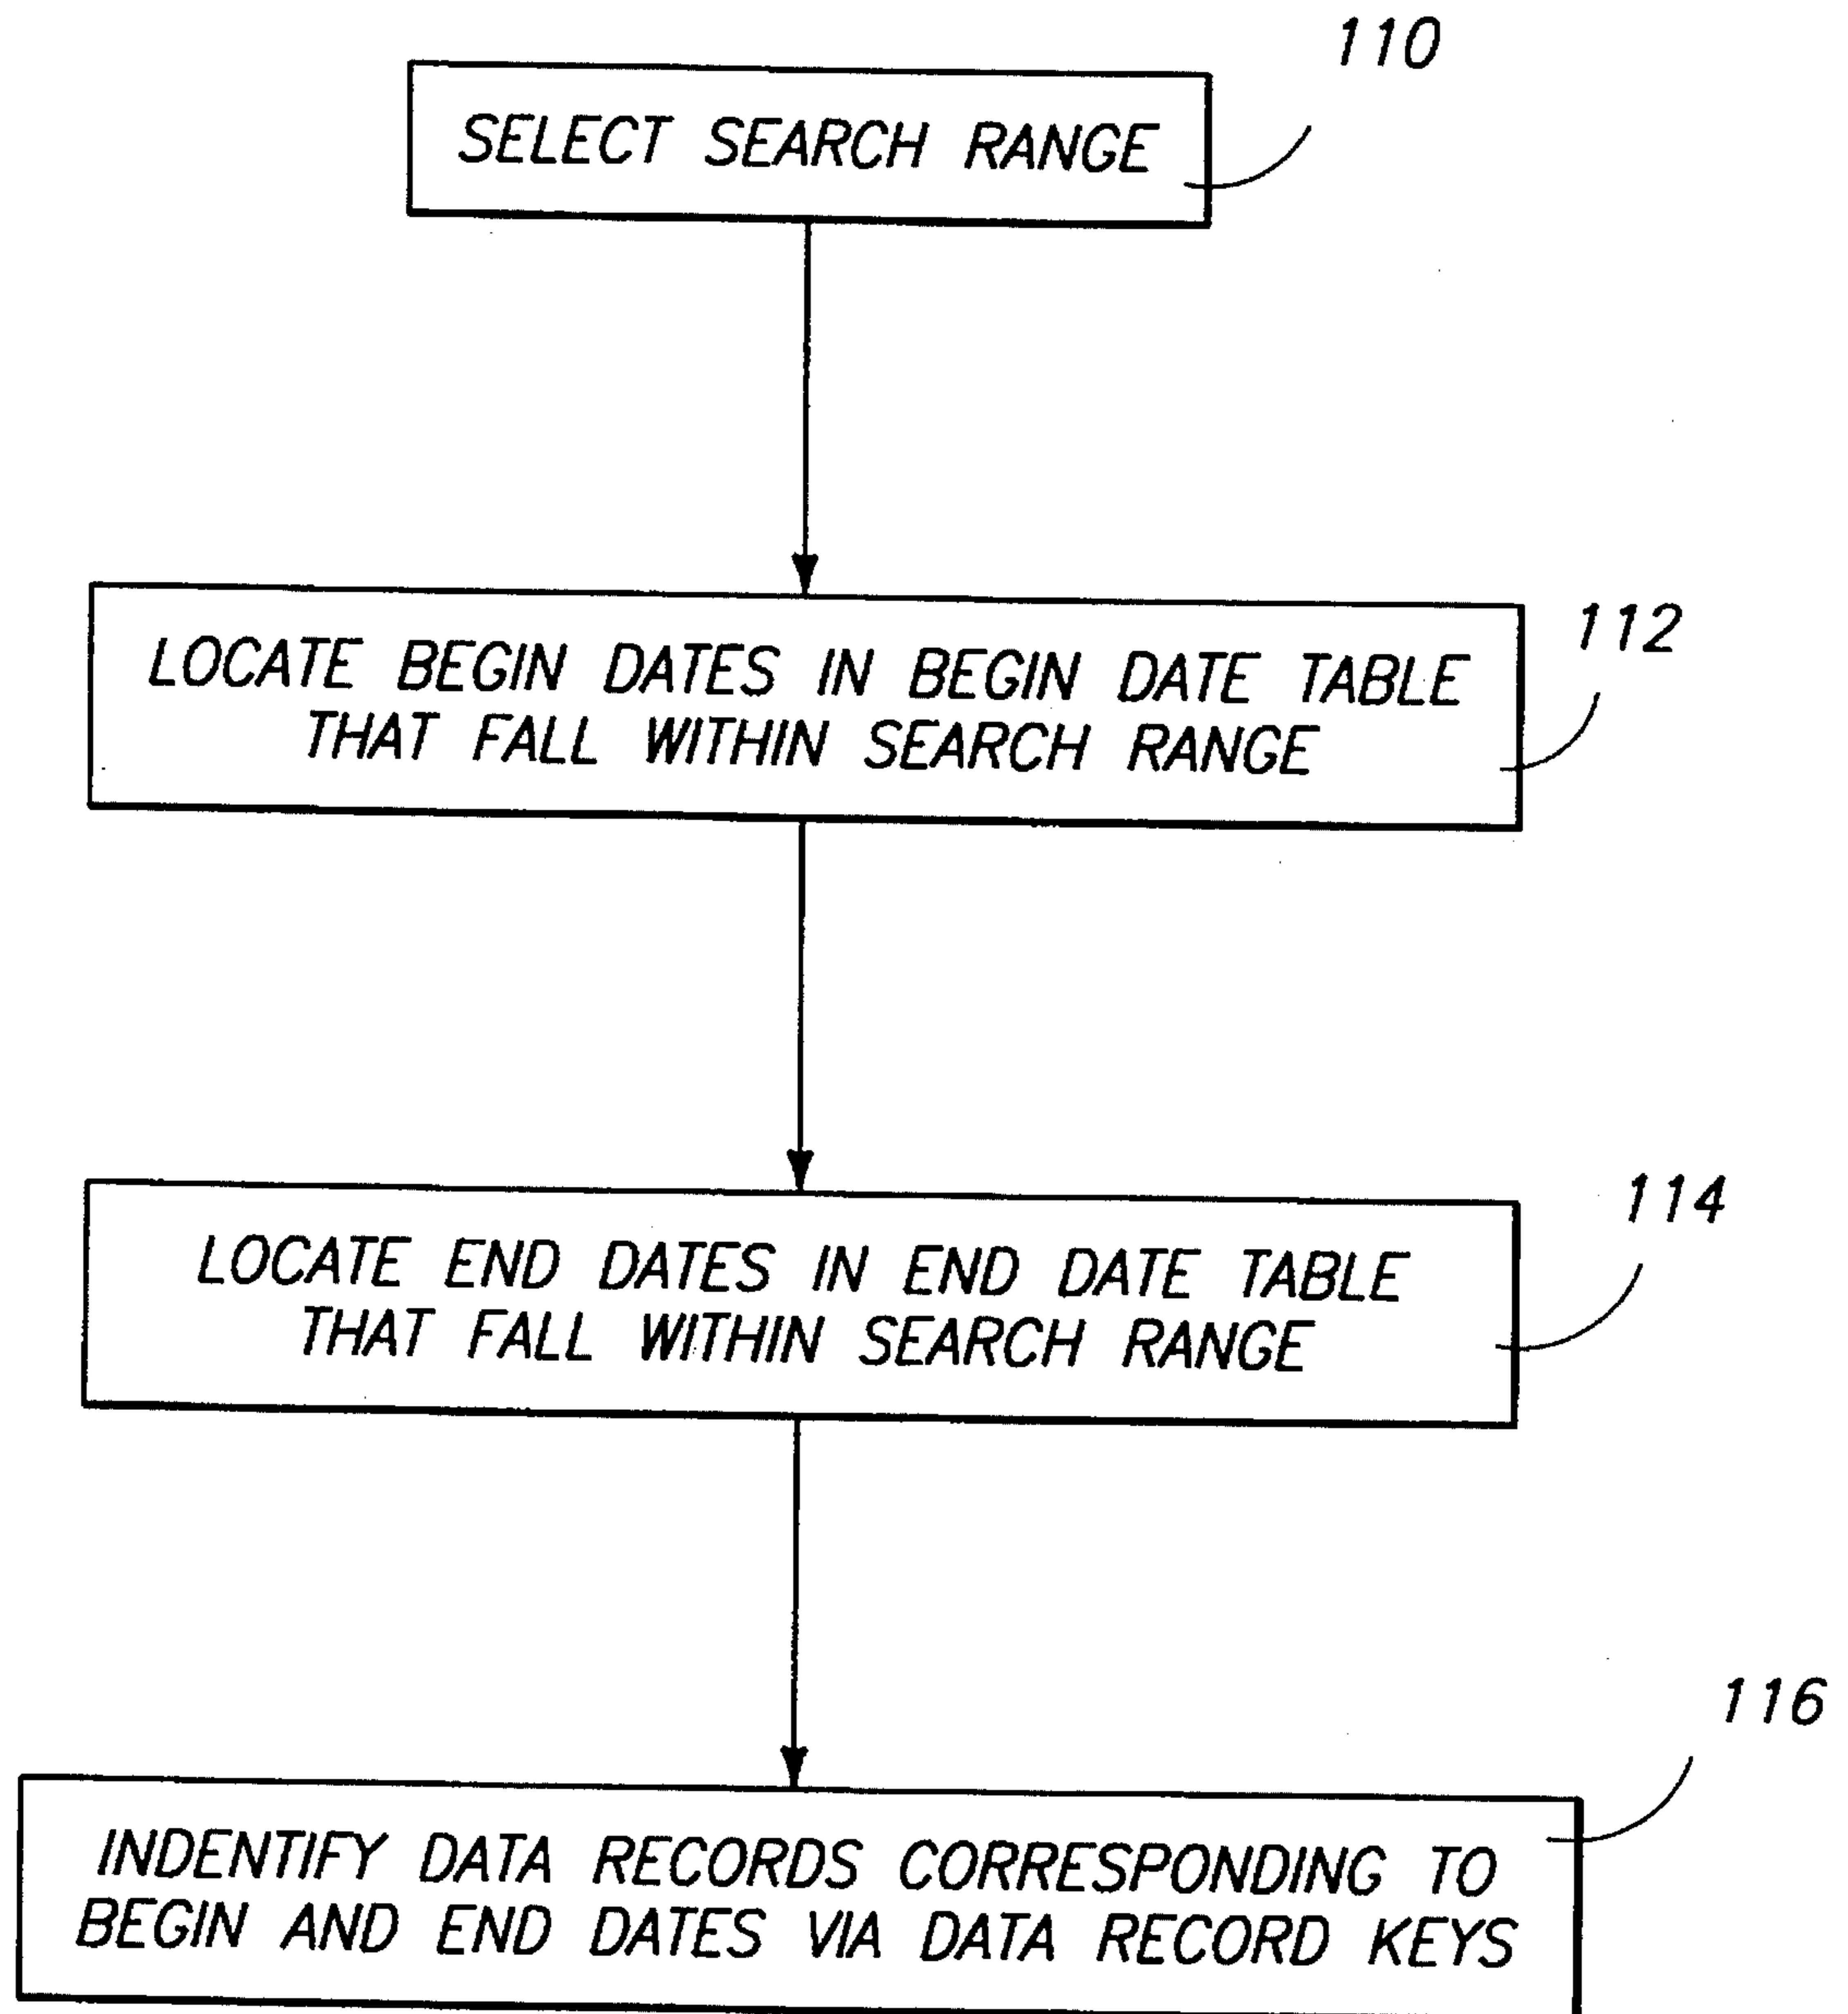 110
SELECT SEARCH RANGE
112
LOCATE BEGIN DATES IN BEGIN DATE TABLE
THAT FALL WITHIN SEARCH RANGE
114
LOCATE END DATES IN END DATE TABLE
THAT FALL WITHIN SEARCH RANGE
116
INDENTIFY DATA RECORDS CORRESPONDING TO
BEGIN AND END DATES VIA DATA RECORD KEYS